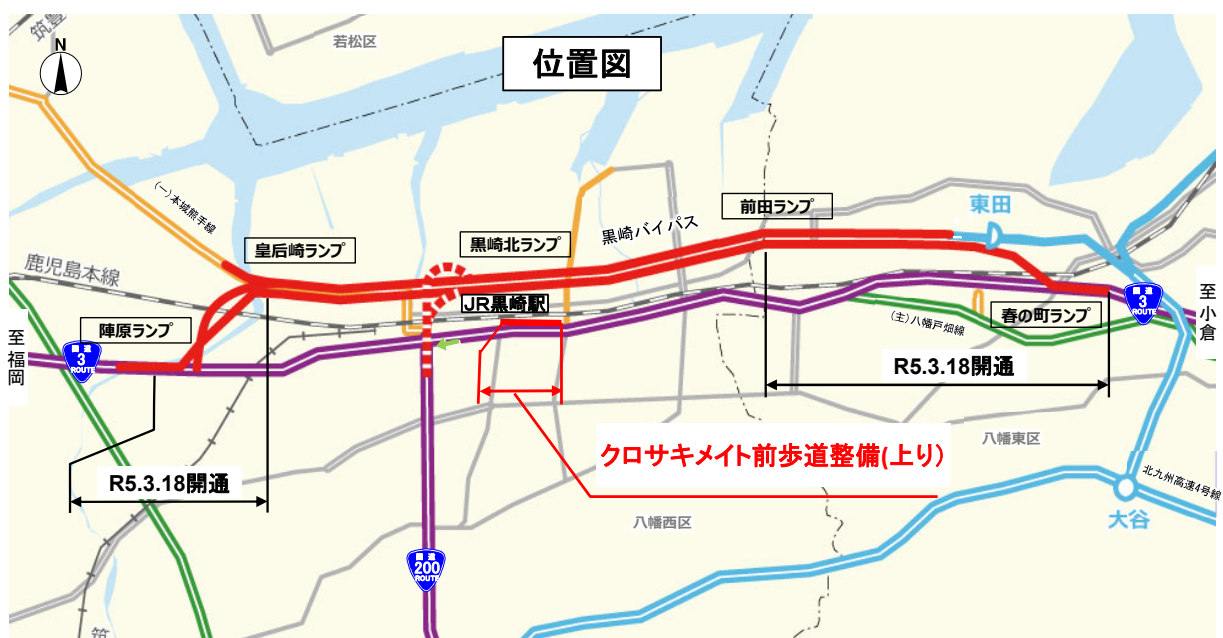 位置図
N
筑豊
若松区
(一)本城熊手線
鹿児島本線
皇后崎ランプ
黒崎北ランプ
黒崎バイパス
前田ランプ
東田
JR黒崎駅
陣原ランプ
春の町ランプ
(主)八幡戸畑線
至福岡
至小倉
国道
3
ROUTE
国道
3
ROUTE
R5.3.18開通
R5.3.18開通
クロサキメイト前歩道整備(上り)
八幡東区
北九州高速4号線
大谷
八幡西区
国道
200
ROUTE